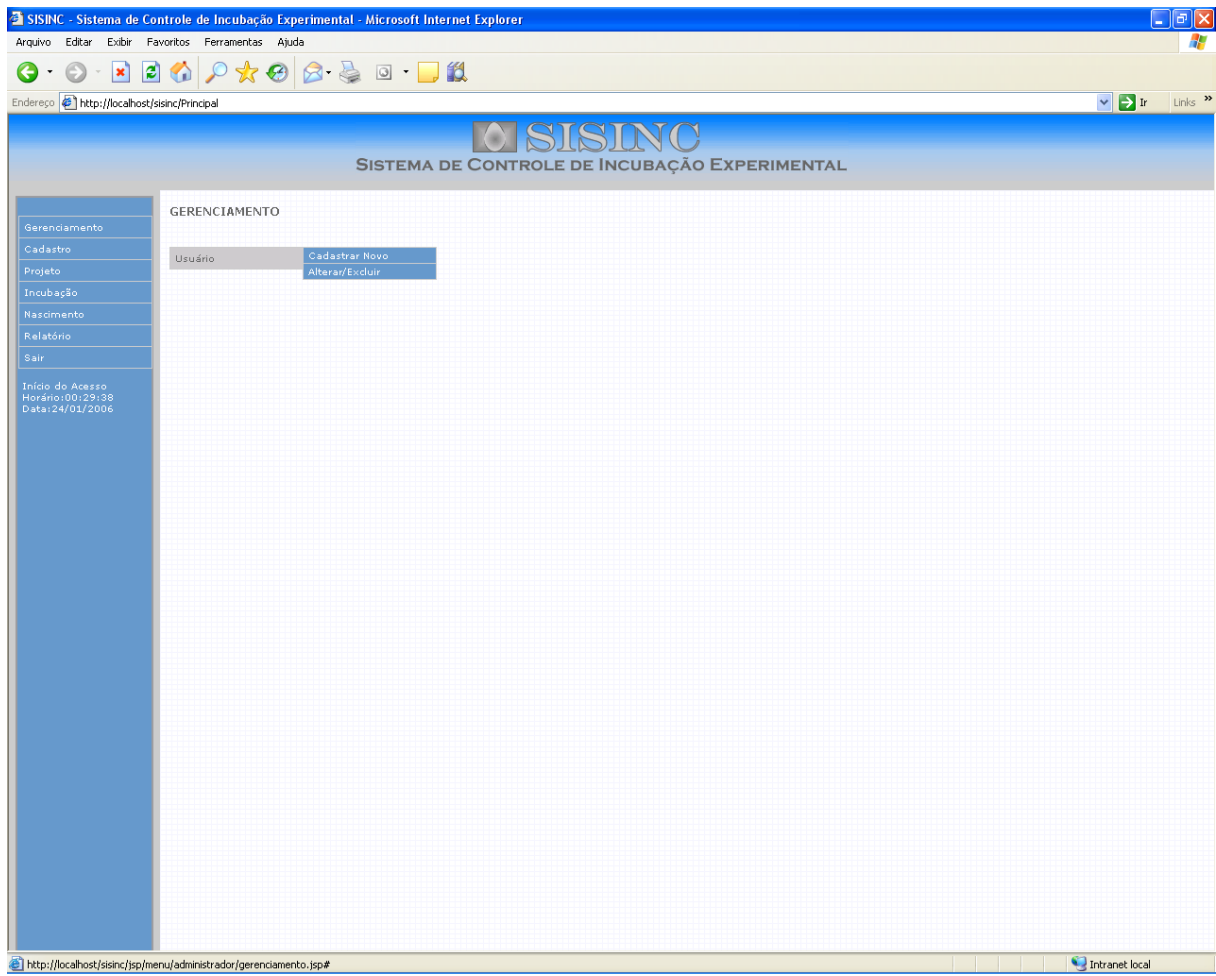 SISINC - Sistema de Controle de Incubação Experimental - Microsoft Internet Explorer
Arquivo Editar Exibir Favoritos Ferramentas Ajuda
Endereço http://localhost/sisinc/Principal Ir Links »
SISINC
SISTEMA DE CONTROLE DE INCUBAÇÃO EXPERIMENTAL
GERENCIAMENTO
Gerenciamento
Cadastro
Projeto
Incubação
Nascimento
Relatório
Sair
Início do Acesso
Horário:00:29:38
Data:24/01/2006
Usuário
Cadastrar Novo
Alterar/Excluir
http://localhost/sisinc/jsp/menu/administrador/gerenciamento.jsp# Intranet local